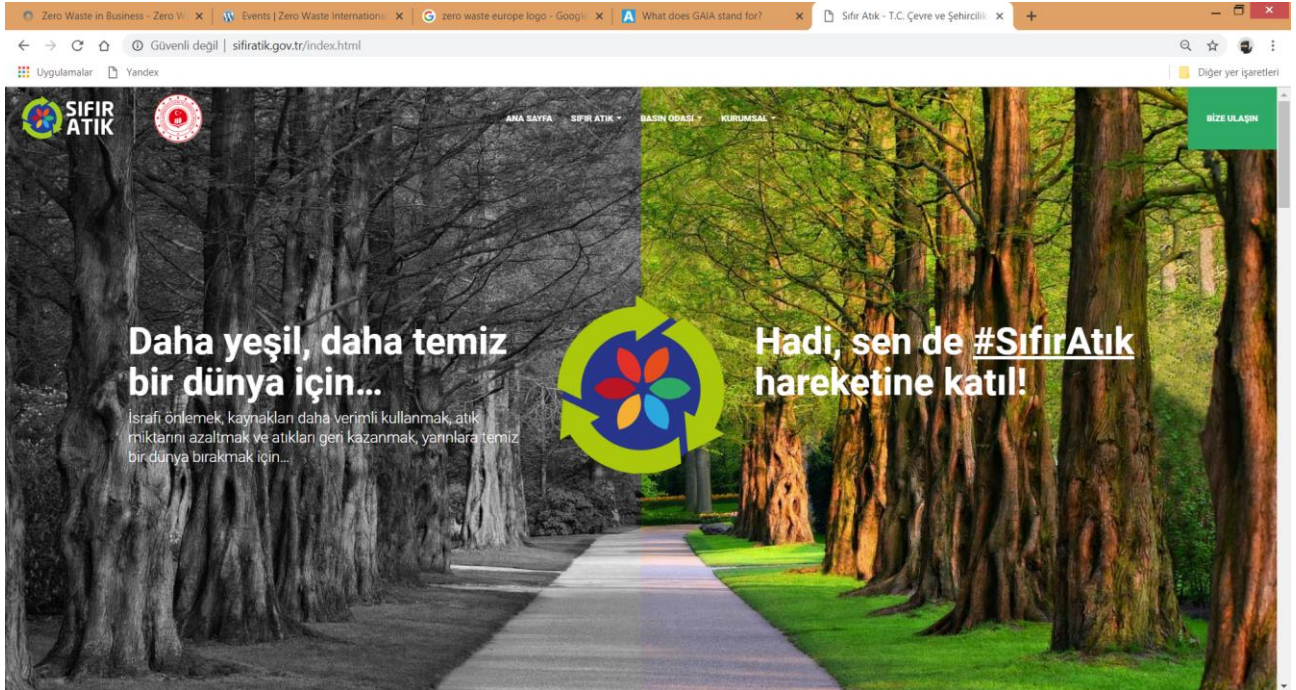 Zero Waste in Business - Zero W
Events | Zero Waste International
zero waste europe logo - Googl
What does GAIA stand for?
Sıfır Atık - T.C. Çevre ve Şehircilik
Güvenli değil | sifiratik.gov.tr/index.html
Uygulamalar
Yandex
Diğer yer işaretleri
SIFIR
ATIK
ANA SAYFA
SIFIR ATIK
BASIN ODASI
KURUMSAL
BİZE ULAŞIN
Daha yeşil, daha temiz
bir dünya için...
İsrafı önlemek, kaynakları daha verimli kullanmak, atık
miktarını azaltmak ve atıkları geri kazanmak, yarınlara temiz
bir dünya bırakmak için...
Hadi, sen de #SıfırAtık
hareketine katıl!